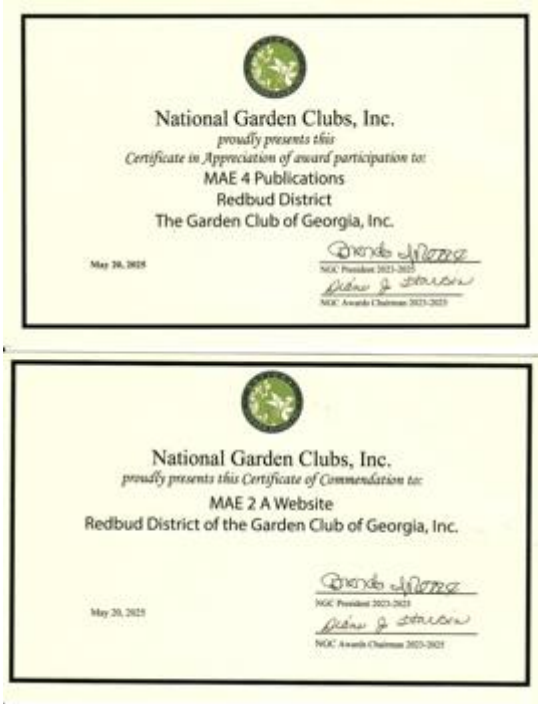 National Garden Clubs, Inc.
proudly presents this
Certificate in Appreciation of award participation to:
MAE 4 Publications
Redbud District
The Garden Club of Georgia, Inc.
May 20, 2025
NGC President 2023-2025
NGC Awards Chairman 2023-2025
National Garden Clubs, Inc.
proudly presents this Certificate of Commendation to:
MAE 2 A Website
Redbud District of the Garden Club of Georgia, Inc.
May 20, 2025
NGC President 2023-2025
NGC Awards Chairman 2023-2025